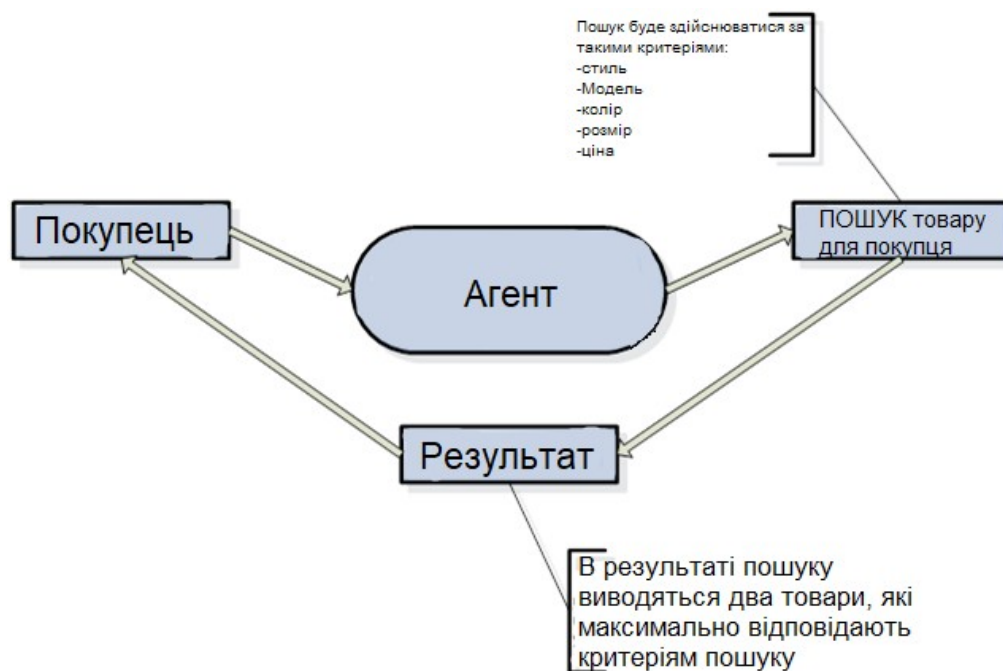 Пошук буде здійснюватися за
такими критеріями:
-стиль
-Модель
-колір
-розмір
-ціна
Покупець
Агент
ПОШУК товару
для покупця
Результат
В результаті пошуку
виводяться два товари, які
максимально відповідають
критеріям пошуку